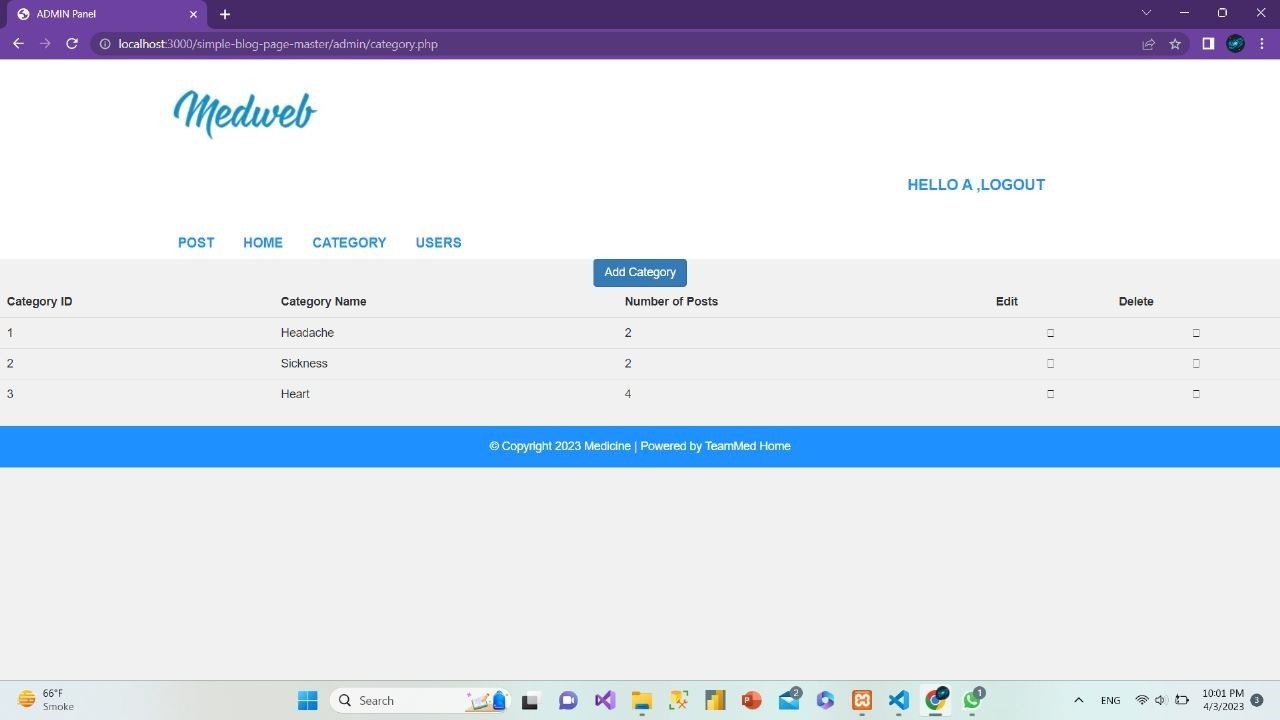 ADMIN Panel
localhost:3000/simple-blog-page-master/admin/category.php
Medweb
HELLO A ,LOGOUT
POST HOME CATEGORY USERS
Add Category
Category ID Category Name Number of Posts Edit Delete
1 Headache 2
2 Sickness 2
3 Heart 4
© Copyright 2023 Medicine | Powered by TeamMed Home
66°F
Smoke
Search
2
1
ENG
10:01 PM
4/3/2023
3